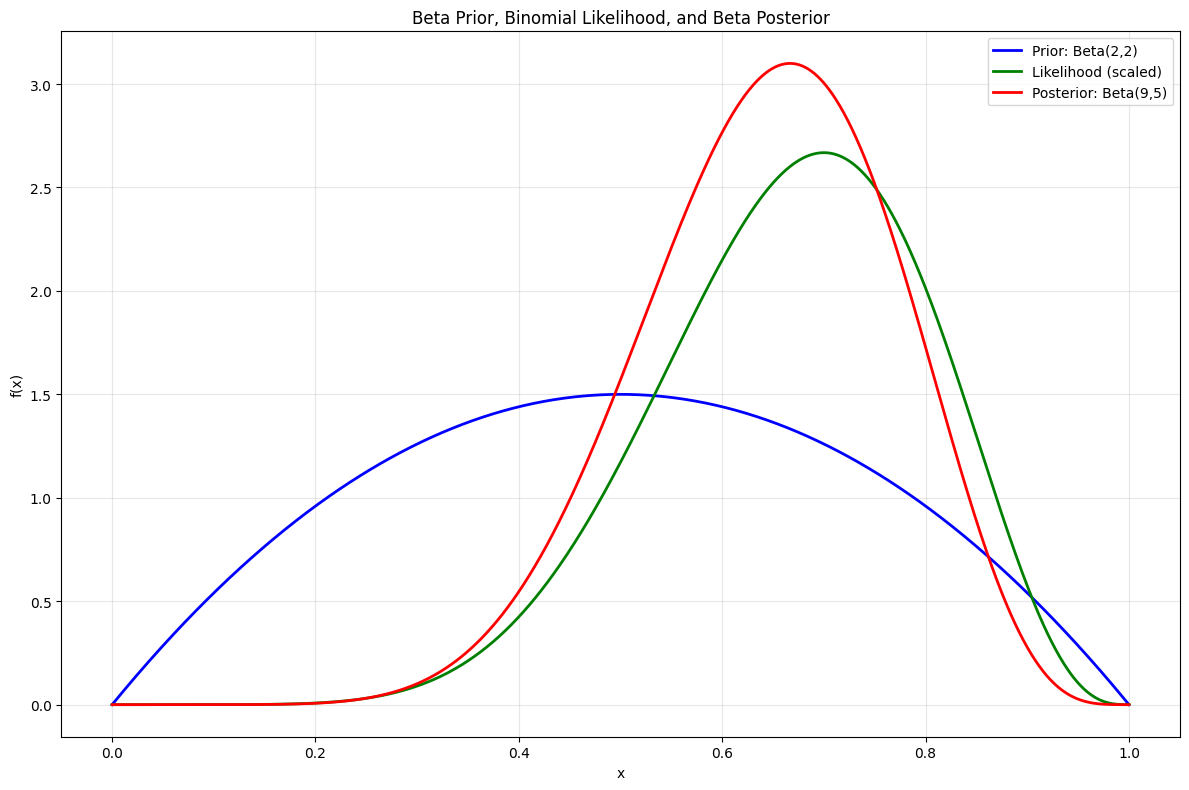 Beta Prior, Binomial Likelihood, and Beta Posterior
Prior: Beta(2,2)
Likelihood (scaled)
Posterior: Beta(9,5)
f(x)
3.0
2.5
2.0
1.5
1.0
0.5
0.0
0.0 0.2 0.4 0.6 0.8 1.0
x